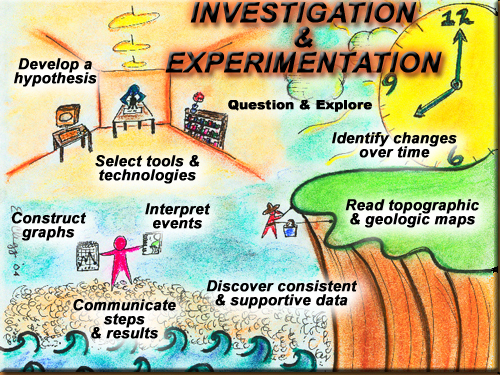 INVESTIGATION
&
EXPERIMENTATION
Develop a
hypothesis
Question & Explore
12
9
6
Identify changes
over time
Select tools &
technologies
Construct
graphs
Interpret
events
Read topographic
& geologic maps
Discover consistent
& supportive data
Communicate
steps
& results